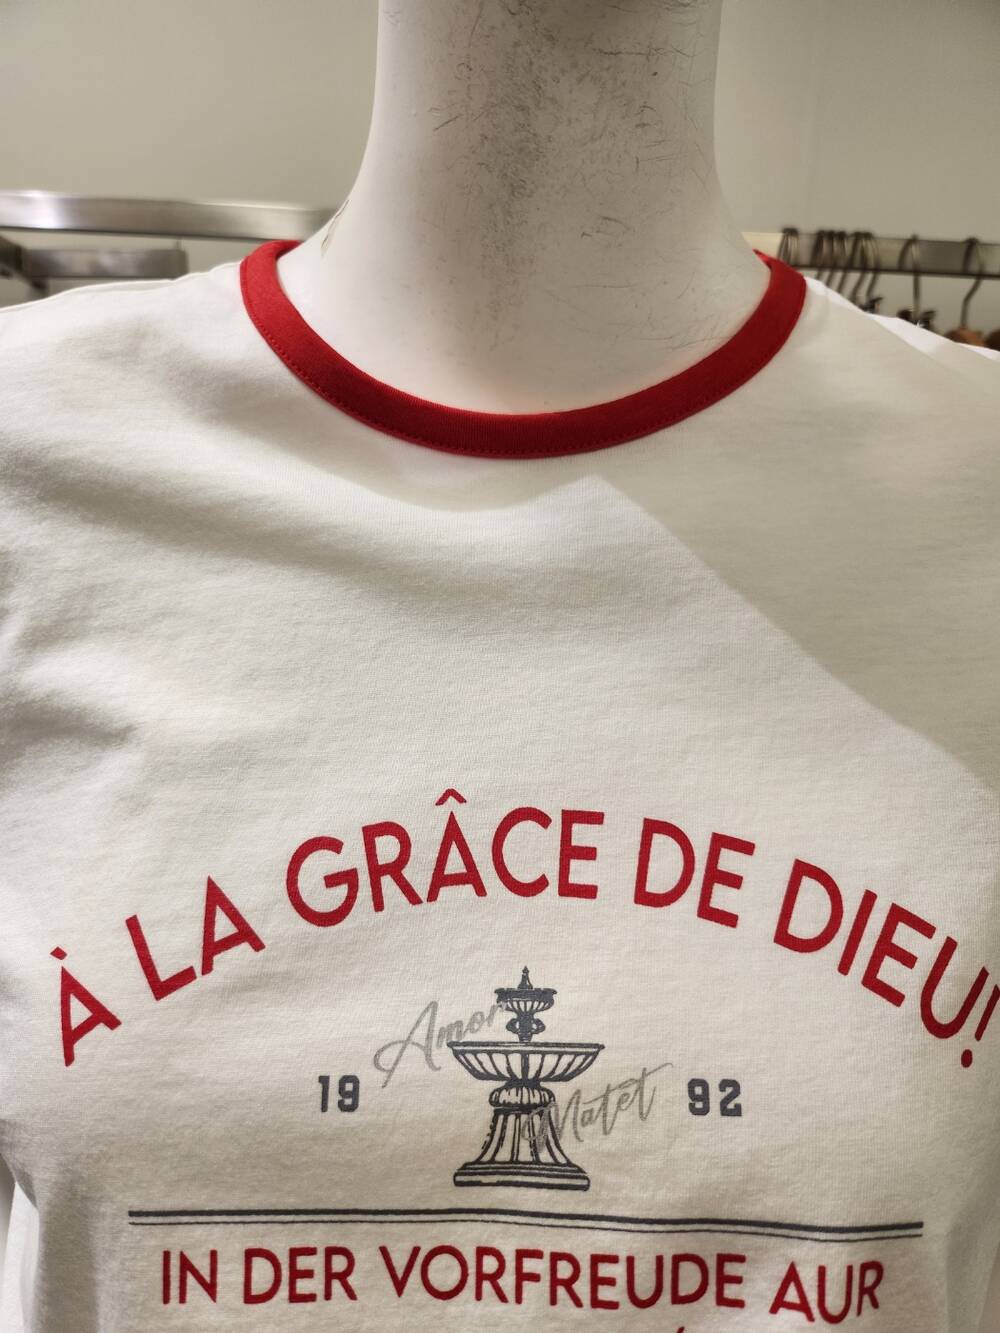 À LA GRÂCE DE DIEU!
Amor
19 92
Matet
IN DER VORFREUDE AUR